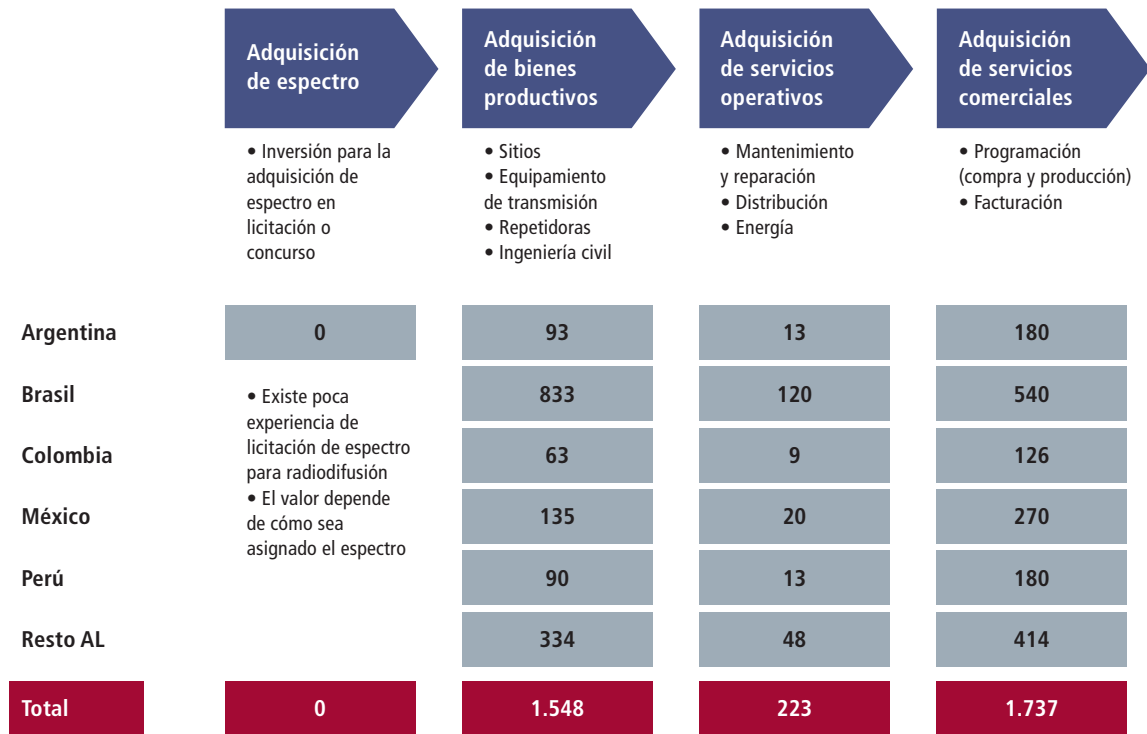 Adquisición
de espectro
Adquisición
de bienes
productivos
Adquisición
de servicios
operativos
Adquisición
de servicios
comerciales
• Inversión para la
adquisición de
espectro en
licitación o
concurso
• Sitios
• Equipamiento
de transmisión
• Repetidoras
• Ingeniería civil
• Mantenimiento
y reparación
• Distribución
• Energía
• Programación
(compra y producción)
• Facturación
Argentina 0 93 13 180
Brasil 833 120 540
Colombia 63 9 126
México 135 20 270
Perú 90 13 180
Resto AL 334 48 414
• Existe poca
experiencia de
licitación de espectro
para radiodifusión
• El valor depende
de cómo sea
asignado el espectro
Total 0 1.548 223 1.737